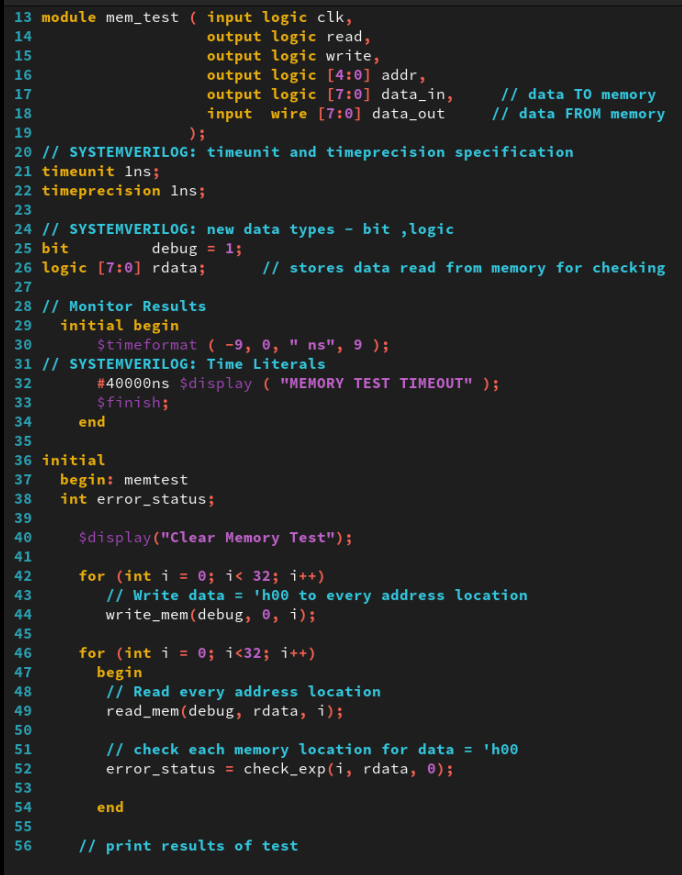 13 module mem_test ( input logic clk,
14                   output logic read,
15                   output logic write,
16                   output logic [4:0] addr,
17                   output logic [7:0] data_in,     // data TO memory
18                   input  wire [7:0] data_out     // data FROM memory
19                 );
20 // SYSTEMVERILOG: timeunit and timeprecision specification
21 timeunit 1ns;
22 timeprecision 1ns;
23
24 // SYSTEMVERILOG: new data types - bit ,logic
25 bit         debug = 1;
26 logic [7:0] rdata;      // stores data read from memory for checking
27
28 // Monitor Results
29   initial begin
30       $timeformat ( -9, 0, " ns", 9 );
31 // SYSTEMVERILOG: Time Literals
32       #40000ns $display ( "MEMORY TEST TIMEOUT" );
33       $finish;
34     end
35
36 initial
37   begin: memtest
38   int error_status;
39
40     $display("Clear Memory Test");
41
42     for (int i = 0; i< 32; i++)
43        // Write data = 'h00 to every address location
44        write_mem(debug, 0, i);
45
46     for (int i = 0; i<32; i++)
47       begin
48        // Read every address location
49        read_mem(debug, rdata, i);
50
51        // check each memory location for data = 'h00
52        error_status = check_exp(i, rdata, 0);
53
54       end
55
56     // print results of test